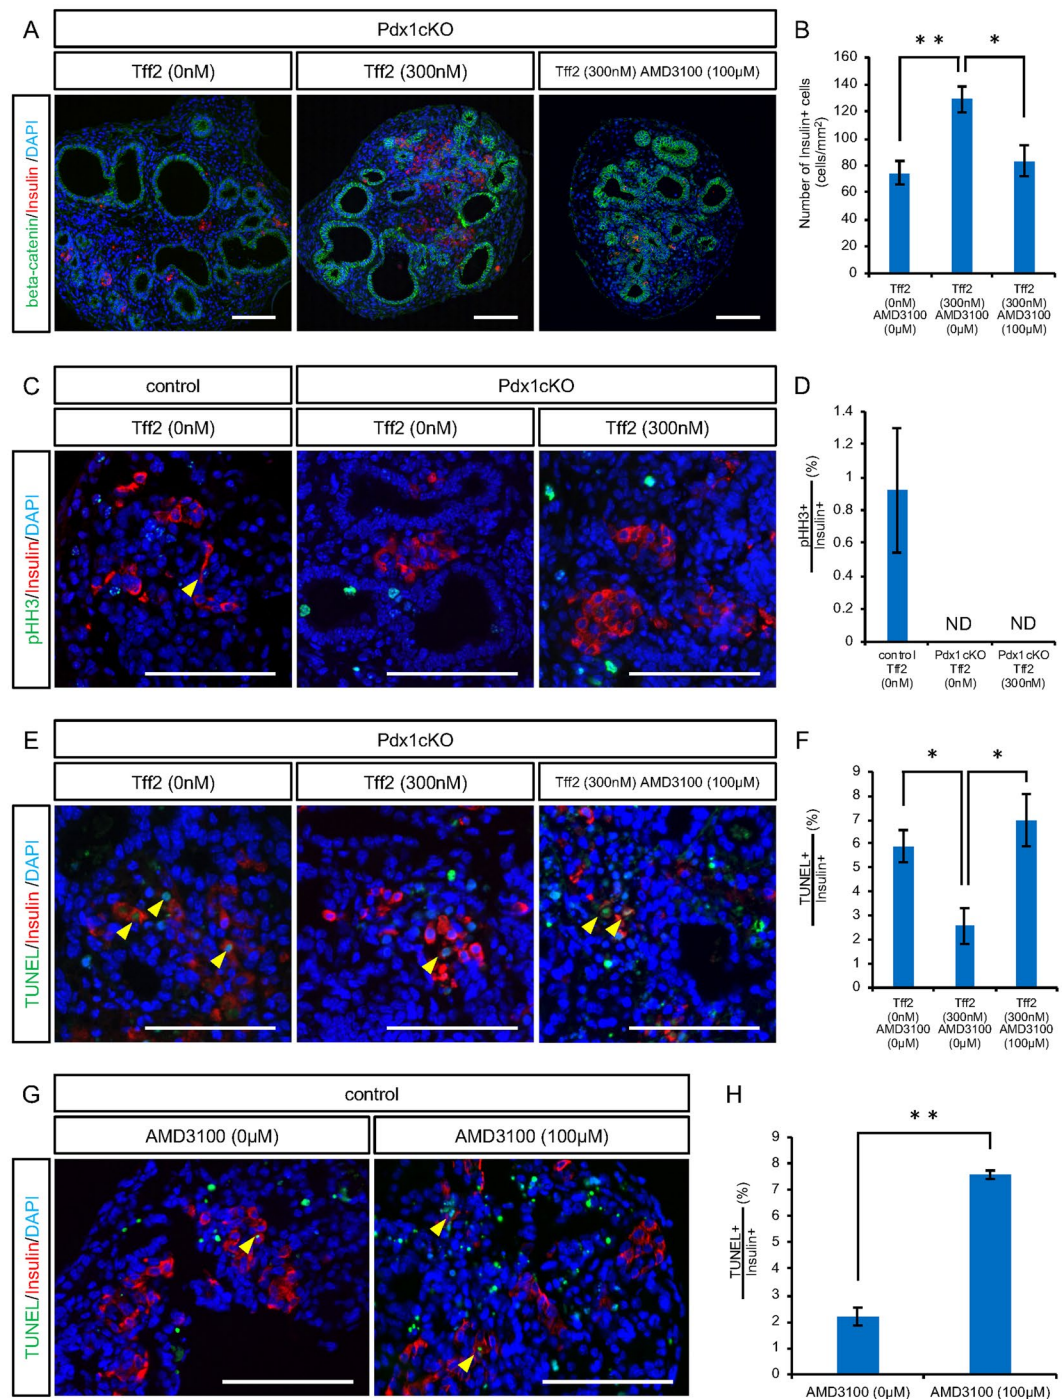 A
Pdx1cKO
Tff2 (0nM)
Tff2 (300nM)
Tff2 (300nM) AMD3100 (100µM)
beta-catenin/Insulin /DAPI
B
* *
*
Number of Insulin+ cells
(cells/mm²)
160
140
120
100
80
60
40
20
0
Tff2
(0nM)
AMD3100
(0µM)
Tff2
(300nM)
AMD3100
(0µM)
Tff2
(300nM)
AMD3100
(100µM)
C
control
Pdx1cKO
Tff2 (0nM)
Tff2 (0nM)
Tff2 (300nM)
pHH3/Insulin/DAPI
D
pHH3+
Insulin+
(%)
1.4
1.2
1
0.8
0.6
0.4
0.2
0
ND
ND
control
Tff2
(0nM)
Pdx1cKO
Tff2
(0nM)
Pdx1cKO
Tff2
(300nM)
E
Pdx1cKO
Tff2 (0nM)
Tff2 (300nM)
Tff2 (300nM) AMD3100 (100µM)
TUNEL/Insulin /DAPI
F
*
*
TUNEL+
Insulin+
(%)
9
8
7
6
5
4
3
2
1
0
Tff2
(0nM)
AMD3100
(0µM)
Tff2
(300nM)
AMD3100
(0µM)
Tff2
(300nM)
AMD3100
(100µM)
G
control
AMD3100 (0µM)
AMD3100 (100µM)
TUNEL/Insulin/DAPI
H
* *
TUNEL+
Insulin+
(%)
9
8
7
6
5
4
3
2
1
0
AMD3100 (0µM)
AMD3100 (100µM)